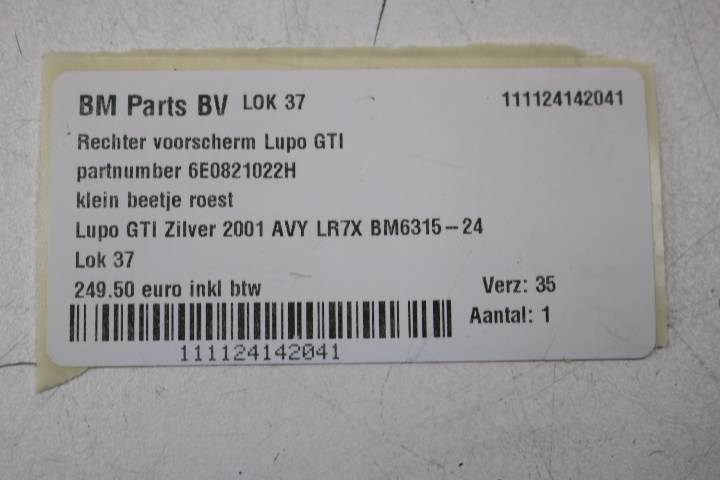 BM Parts BV LOK 37 111124142041
Rechter voorscherm Lupo GTI
partnumber 6E0821022H
klein beetje roest
Lupo GTI Zilver 2001 AVY LR7X BM6315-24
Lok 37
249.50 euro inkl btw Verz: 35
Aantal: 1
111124142041